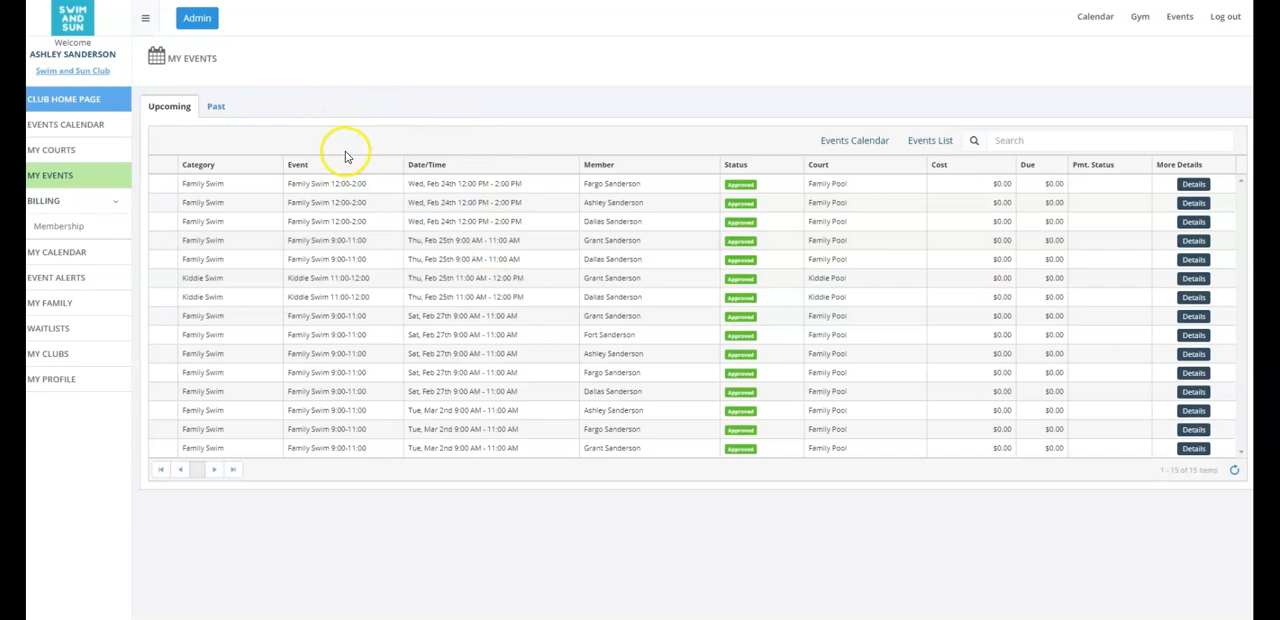 SWIM
AND
SUN
Admin
Calendar Gym Events Log out
Welcome
ASHLEY SANDERSON
Swim and Sun Club
MY EVENTS
CLUB HOME PAGE
EVENTS CALENDAR
MY COURTS
MY EVENTS
BILLING
Membership
MY CALENDAR
EVENT ALERTS
MY FAMILY
WAITLISTS
MY CLUBS
MY PROFILE
Upcoming Past
Events Calendar Events List Search
Category Event Date/Time Member Status Court Cost Due Pmt. Status More Details
Family Swim Family Swim 12:00-2:00 Wed, Feb 24th 12:00 PM - 2:00 PM Fargo Sanderson Approved Family Pool $0.00 $0.00 Details
Family Swim Family Swim 12:00-2:00 Wed, Feb 24th 12:00 PM - 2:00 PM Ashley Sanderson Approved Family Pool $0.00 $0.00 Details
Family Swim Family Swim 12:00-2:00 Wed, Feb 24th 12:00 PM - 2:00 PM Dallas Sanderson Approved Family Pool $0.00 $0.00 Details
Family Swim Family Swim 9:00-11:00 Thu, Feb 25th 9:00 AM - 11:00 AM Grant Sanderson Approved Family Pool $0.00 $0.00 Details
Family Swim Family Swim 9:00-11:00 Thu, Feb 25th 9:00 AM - 11:00 AM Dallas Sanderson Approved Family Pool $0.00 $0.00 Details
Kiddie Swim Kiddie Swim 11:00-12:00 Thu, Feb 25th 11:00 AM - 12:00 PM Grant Sanderson Approved Kiddie Pool $0.00 $0.00 Details
Kiddie Swim Kiddie Swim 11:00-12:00 Thu, Feb 25th 11:00 AM - 12:00 PM Dallas Sanderson Approved Kiddie Pool $0.00 $0.00 Details
Family Swim Family Swim 9:00-11:00 Sat, Feb 27th 9:00 AM - 11:00 AM Grant Sanderson Approved Family Pool $0.00 $0.00 Details
Family Swim Family Swim 9:00-11:00 Sat, Feb 27th 9:00 AM - 11:00 AM Fort Sanderson Approved Family Pool $0.00 $0.00 Details
Family Swim Family Swim 9:00-11:00 Sat, Feb 27th 9:00 AM - 11:00 AM Ashley Sanderson Approved Family Pool $0.00 $0.00 Details
Family Swim Family Swim 9:00-11:00 Sat, Feb 27th 9:00 AM - 11:00 AM Fargo Sanderson Approved Family Pool $0.00 $0.00 Details
Family Swim Family Swim 9:00-11:00 Sat, Feb 27th 9:00 AM - 11:00 AM Dallas Sanderson Approved Family Pool $0.00 $0.00 Details
Family Swim Family Swim 9:00-11:00 Tue, Mar 2nd 9:00 AM - 11:00 AM Ashley Sanderson Approved Family Pool $0.00 $0.00 Details
Family Swim Family Swim 9:00-11:00 Tue, Mar 2nd 9:00 AM - 11:00 AM Fargo Sanderson Approved Family Pool $0.00 $0.00 Details
Family Swim Family Swim 9:00-11:00 Tue, Mar 2nd 9:00 AM - 11:00 AM Grant Sanderson Approved Family Pool $0.00 $0.00 Details
1 - 15 of 15 items